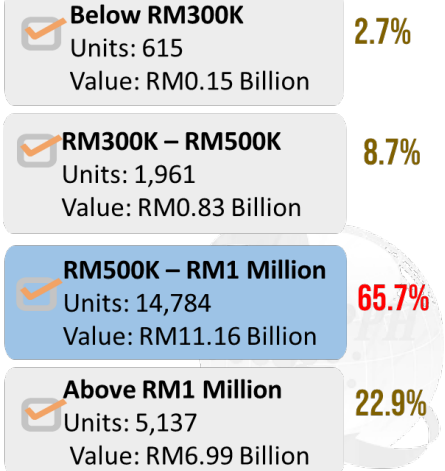 Below RM300K
Units: 615
Value: RM0.15 Billion
2.7%
RM300K – RM500K
Units: 1,961
Value: RM0.83 Billion
8.7%
RM500K – RM1 Million
Units: 14,784
Value: RM11.16 Billion
65.7%
Above RM1 Million
Units: 5,137
Value: RM6.99 Billion
22.9%